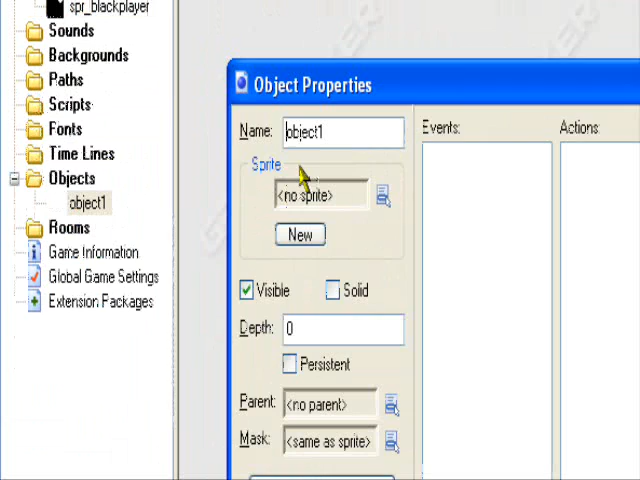 spr_blackplayer
Sounds
Backgrounds
Paths
Scripts
Fonts
Time Lines
Objects
object1
Rooms
Game Information
Global Game Settings
Extension Packages
Object Properties
Name: object1
Sprite
<no sprite>
New
Visible Solid
Depth: 0
Persistent
Parent: <no parent>
Mask: <same as sprite>
Events:
Actions: